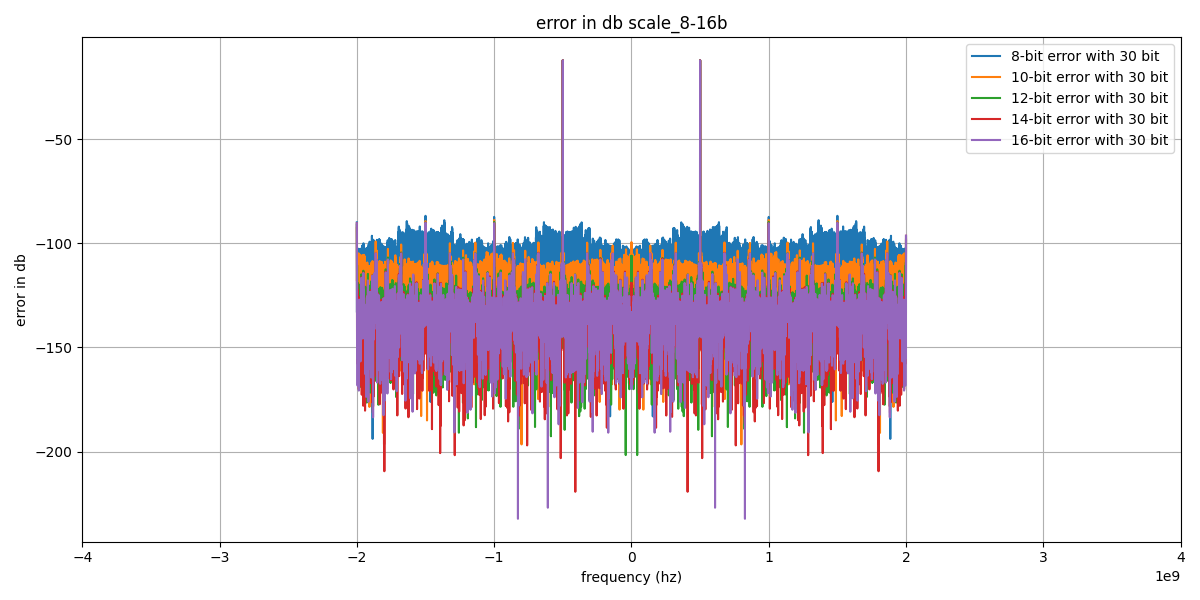 error in db scale_8-16b
8-bit error with 30 bit
10-bit error with 30 bit
12-bit error with 30 bit
14-bit error with 30 bit
16-bit error with 30 bit
error in db
−50
−100
−150
−200
−4 −3 −2 −1 0 1 2 3 4
1e9
frequency (hz)